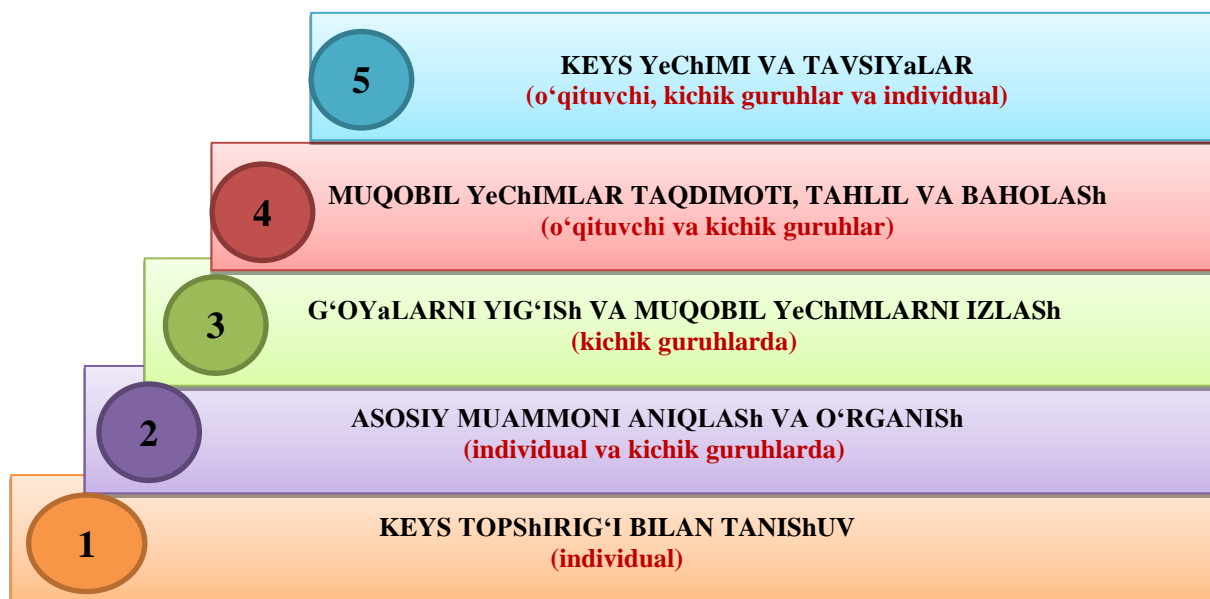 5
KEYS YeChIMI VA TAVSIYaLAR
(o‘qituvchi, kichik guruhlar va individual)
4
MUQOBIL YeChIMLAR TAQDIMOTI, TAHLIL VA BAHOLASh
(o‘qituvchi va kichik guruhlar)
3
G‘OYaLARNI YIG‘ISh VA MUQOBIL YeChIMLARNI IZLASh
(kichik guruhlarda)
2
ASOSIY MUAMMONI ANIQLASh VA O‘RGANISh
(individual va kichik guruhlarda)
1
KEYS TOPShIRIG‘I BILAN TANIShUV
(individual)